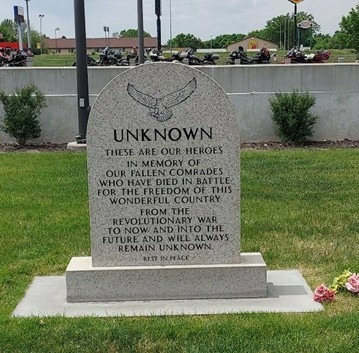 UNKNOWN
THESE ARE OUR HEROES
IN MEMORY OF
OUR FALLEN COMRADES
WHO HAVE DIED IN BATTLE
FOR THE FREEDOM OF THIS
WONDERFUL COUNTRY
FROM THE
REVOLUTIONARY WAR
TO NOW AND INTO THE
FUTURE AND WILL ALWAYS
REMAIN UNKNOWN.
REST IN PEACE